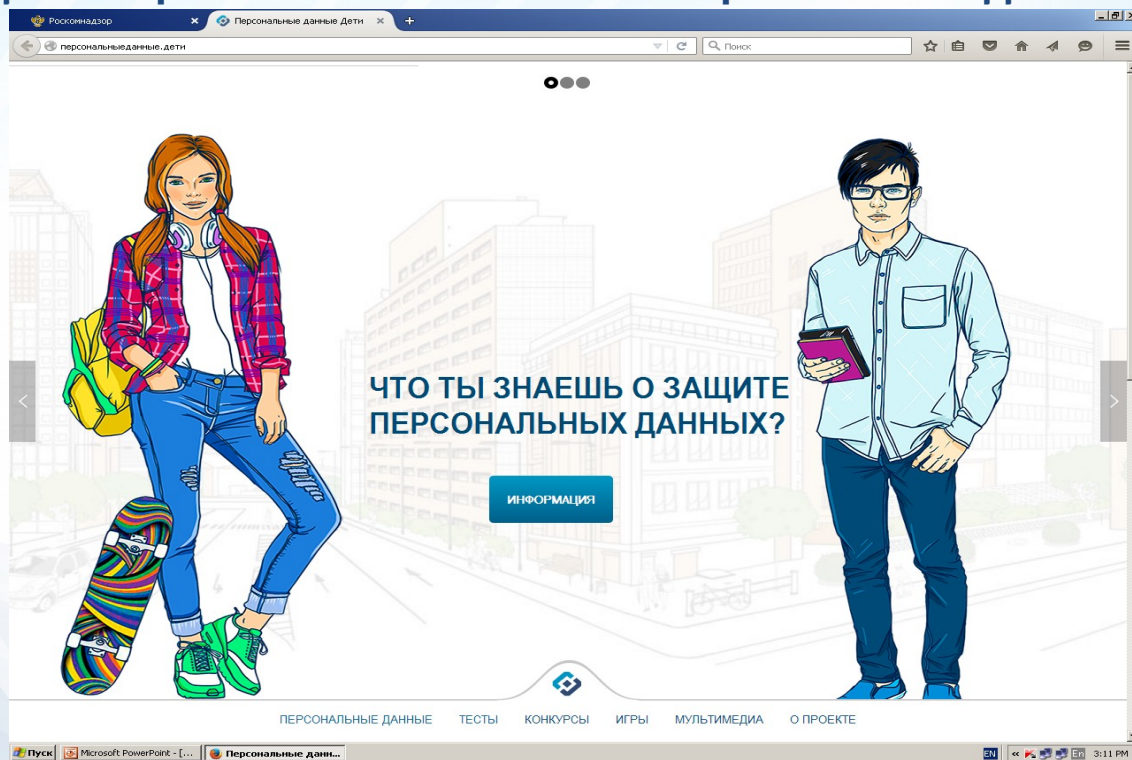 Роскомнадзор
Персональные данные Дети
персональныеданные.дети
Поиск
ЧТО ТЫ ЗНАЕШЬ О ЗАЩИТЕ
ПЕРСОНАЛЬНЫХ ДАННЫХ?
ИНФОРМАЦИЯ
ПЕРСОНАЛЬНЫЕ ДАННЫЕ ТЕСТЫ КОНКУРСЫ ИГРЫ МУЛЬТИМЕДИА О ПРОЕКТЕ
Пуск Microsoft PowerPoint - [... Персональные данн... EN En 3:11 PM